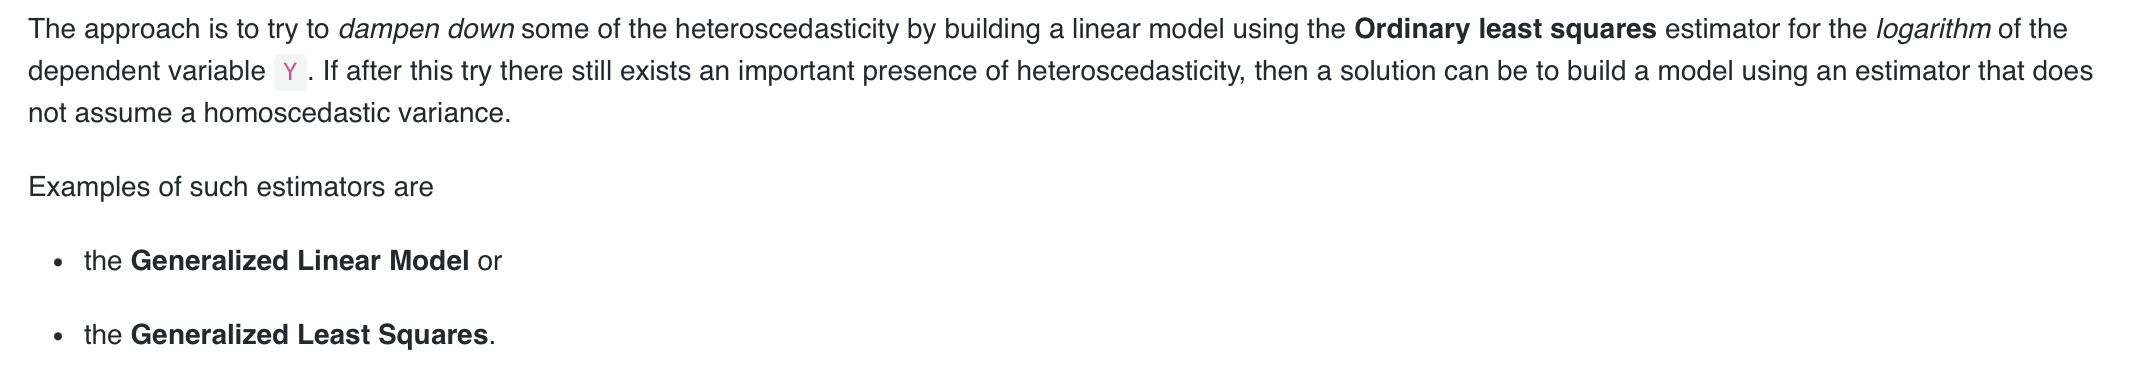 The approach is to try to dampen down some of the heteroscedasticity by building a linear model using the Ordinary least squares estimator for the logarithm of the
dependent variable Y . If after this try there still exists an important presence of heteroscedasticity, then a solution can be to build a model using an estimator that does
not assume a homoscedastic variance.
Examples of such estimators are
• the Generalized Linear Model or
• the Generalized Least Squares.